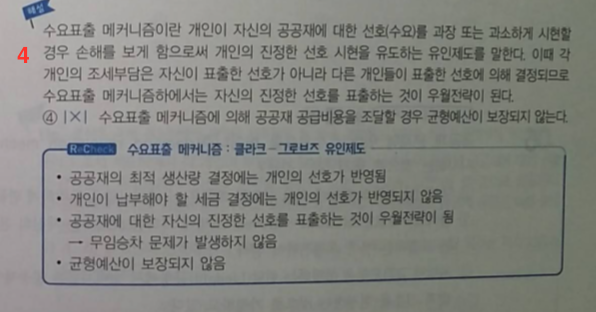 해설
수요표출 메커니즘이란 개인이 자신의 공공재에 대한 선호(수요)를 과장 또는 과소하게 시현할
4 경우 손해를 보게 함으로써 개인의 진정한 선호 시현을 유도하는 유인제도를 말한다. 이때 각
개인의 조세부담은 자신이 표출한 선호가 아니라 다른 개인들이 표출한 선호에 의해 결정되므로
수요표출 메커니즘하에서는 자신의 진정한 선호를 표출하는 것이 우월전략이 된다.
④ |×| 수요표출 메커니즘에 의해 공공재 공급비용을 조달할 경우 균형예산이 보장되지 않는다.
ReCheck 수요표출 메커니즘 : 클라크-그로브즈 유인제도
• 공공재의 최적 생산량 결정에는 개인의 선호가 반영됨
• 개인이 납부해야 할 세금 결정에는 개인의 선호가 반영되지 않음
• 공공재에 대한 자신의 진정한 선호를 표출하는 것이 우월전략이 됨
→ 무임승차 문제가 발생하지 않음
• 균형예산이 보장되지 않음